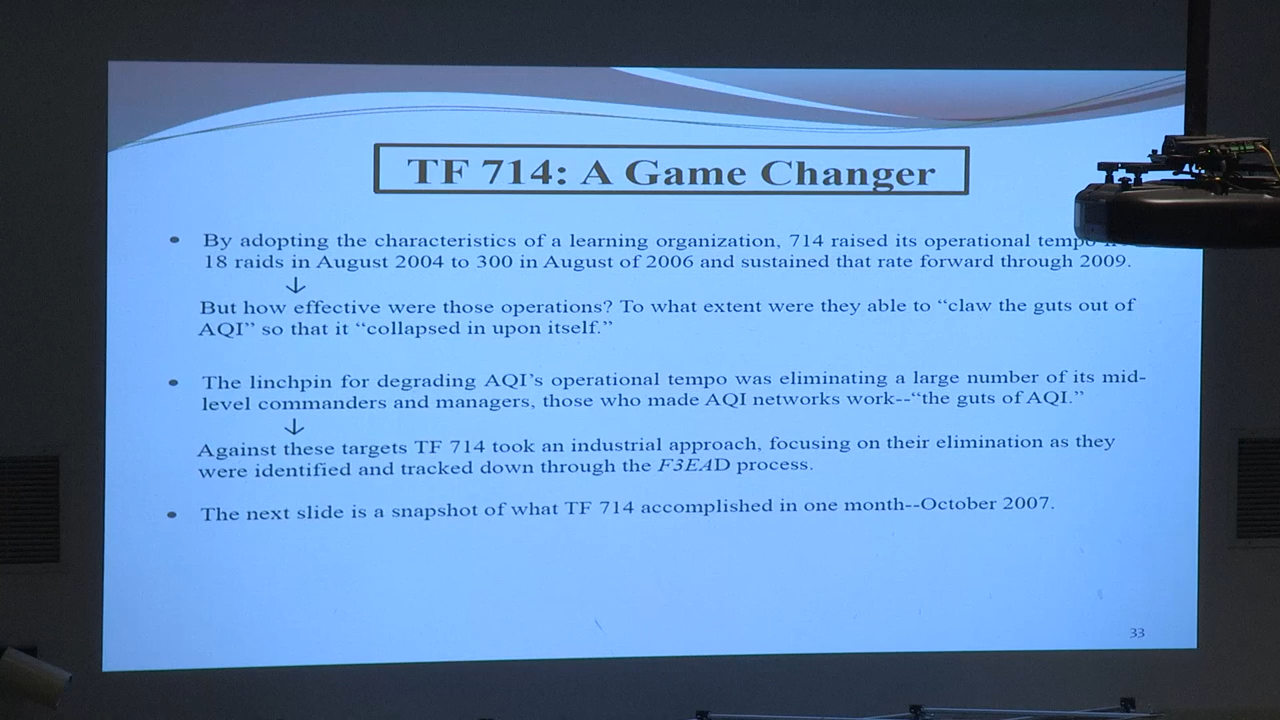 TF 714: A Game Changer
• By adopting the characteristics of a learning organization, 714 raised its operational tempo
18 raids in August 2004 to 300 in August of 2006 and sustained that rate forward through 2009.
↓
But how effective were those operations? To what extent were they able to “claw the guts out of
AQI” so that it “collapsed in upon itself.”
• The linchpin for degrading AQI’s operational tempo was eliminating a large number of its mid-
level commanders and managers, those who made AQI networks work--“the guts of AQI.”
↓
Against these targets TF 714 took an industrial approach, focusing on their elimination as they
were identified and tracked down through the F3EAD process.
• The next slide is a snapshot of what TF 714 accomplished in one month--October 2007.
33